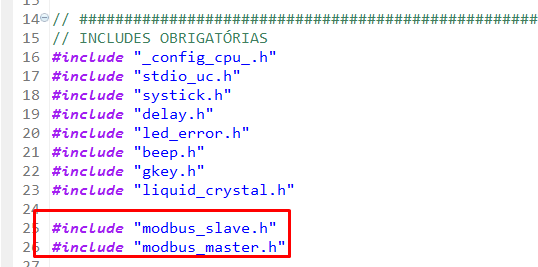 14 // ##################################################
15 // INCLUDES OBRIGATÓRIAS
16 #include "_config_cpu_.h"
17 #include "stdio_uc.h"
18 #include "systick.h"
19 #include "delay.h"
20 #include "led_error.h"
21 #include "beep.h"
22 #include "gkey.h"
23 #include "liquid_crystal.h"
24
25 #include "modbus_slave.h"
26 #include "modbus_master.h"
27